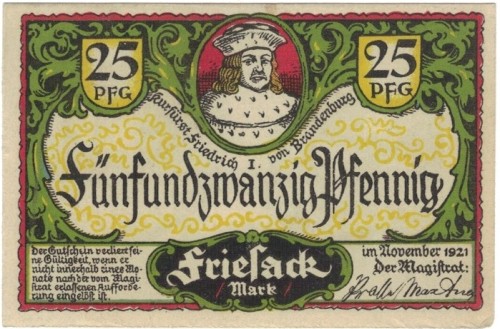 25
PFG
25
PFG
Kurfürst Friedrich I. von Brandenburg
Fünfundzwanzig Pfennig
Der Gutschein verliert sei-
ne Gültigkeit, wenn er
nicht innerhalb eines Mo-
nats nach der vom Magi-
strat erlassenen Aufforde-
rung eingelöst ist.
Friesack
/Mark/
im November 1921
Der Magistrat: